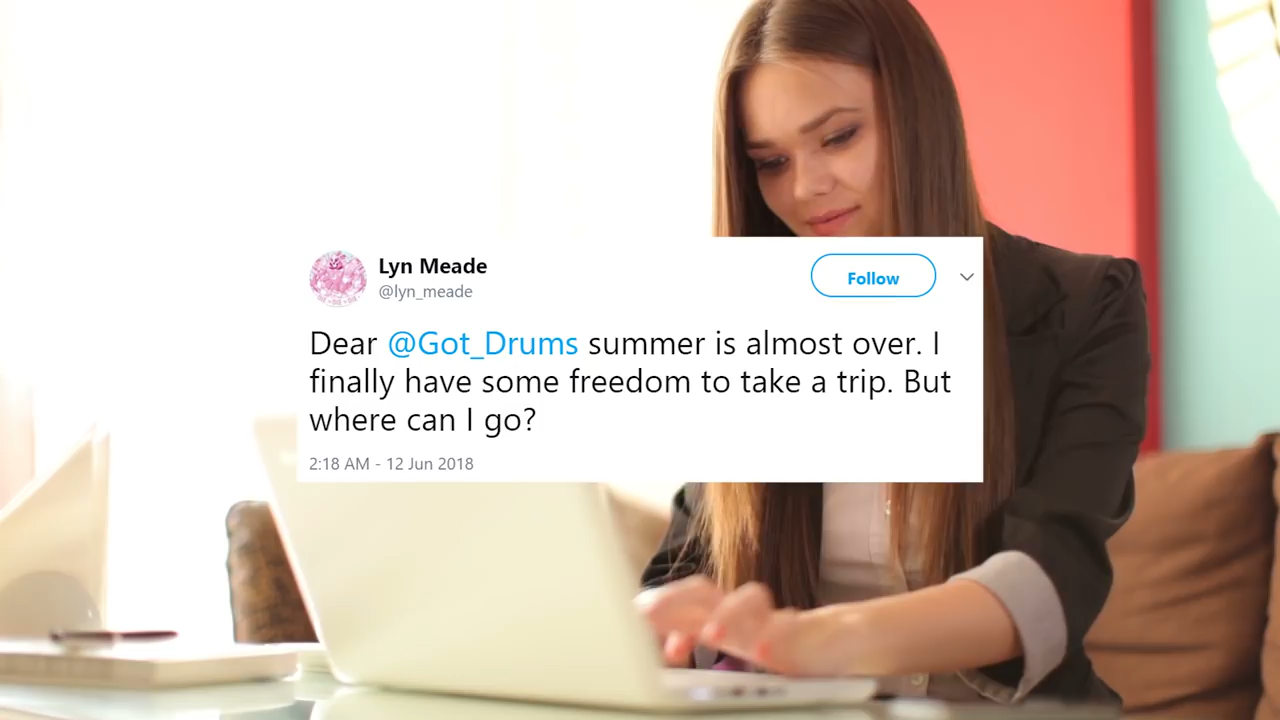 Lyn Meade
@lyn_meade
Follow
Dear @Got_Drums summer is almost over. I
finally have some freedom to take a trip. But
where can I go?
2:18 AM - 12 Jun 2018